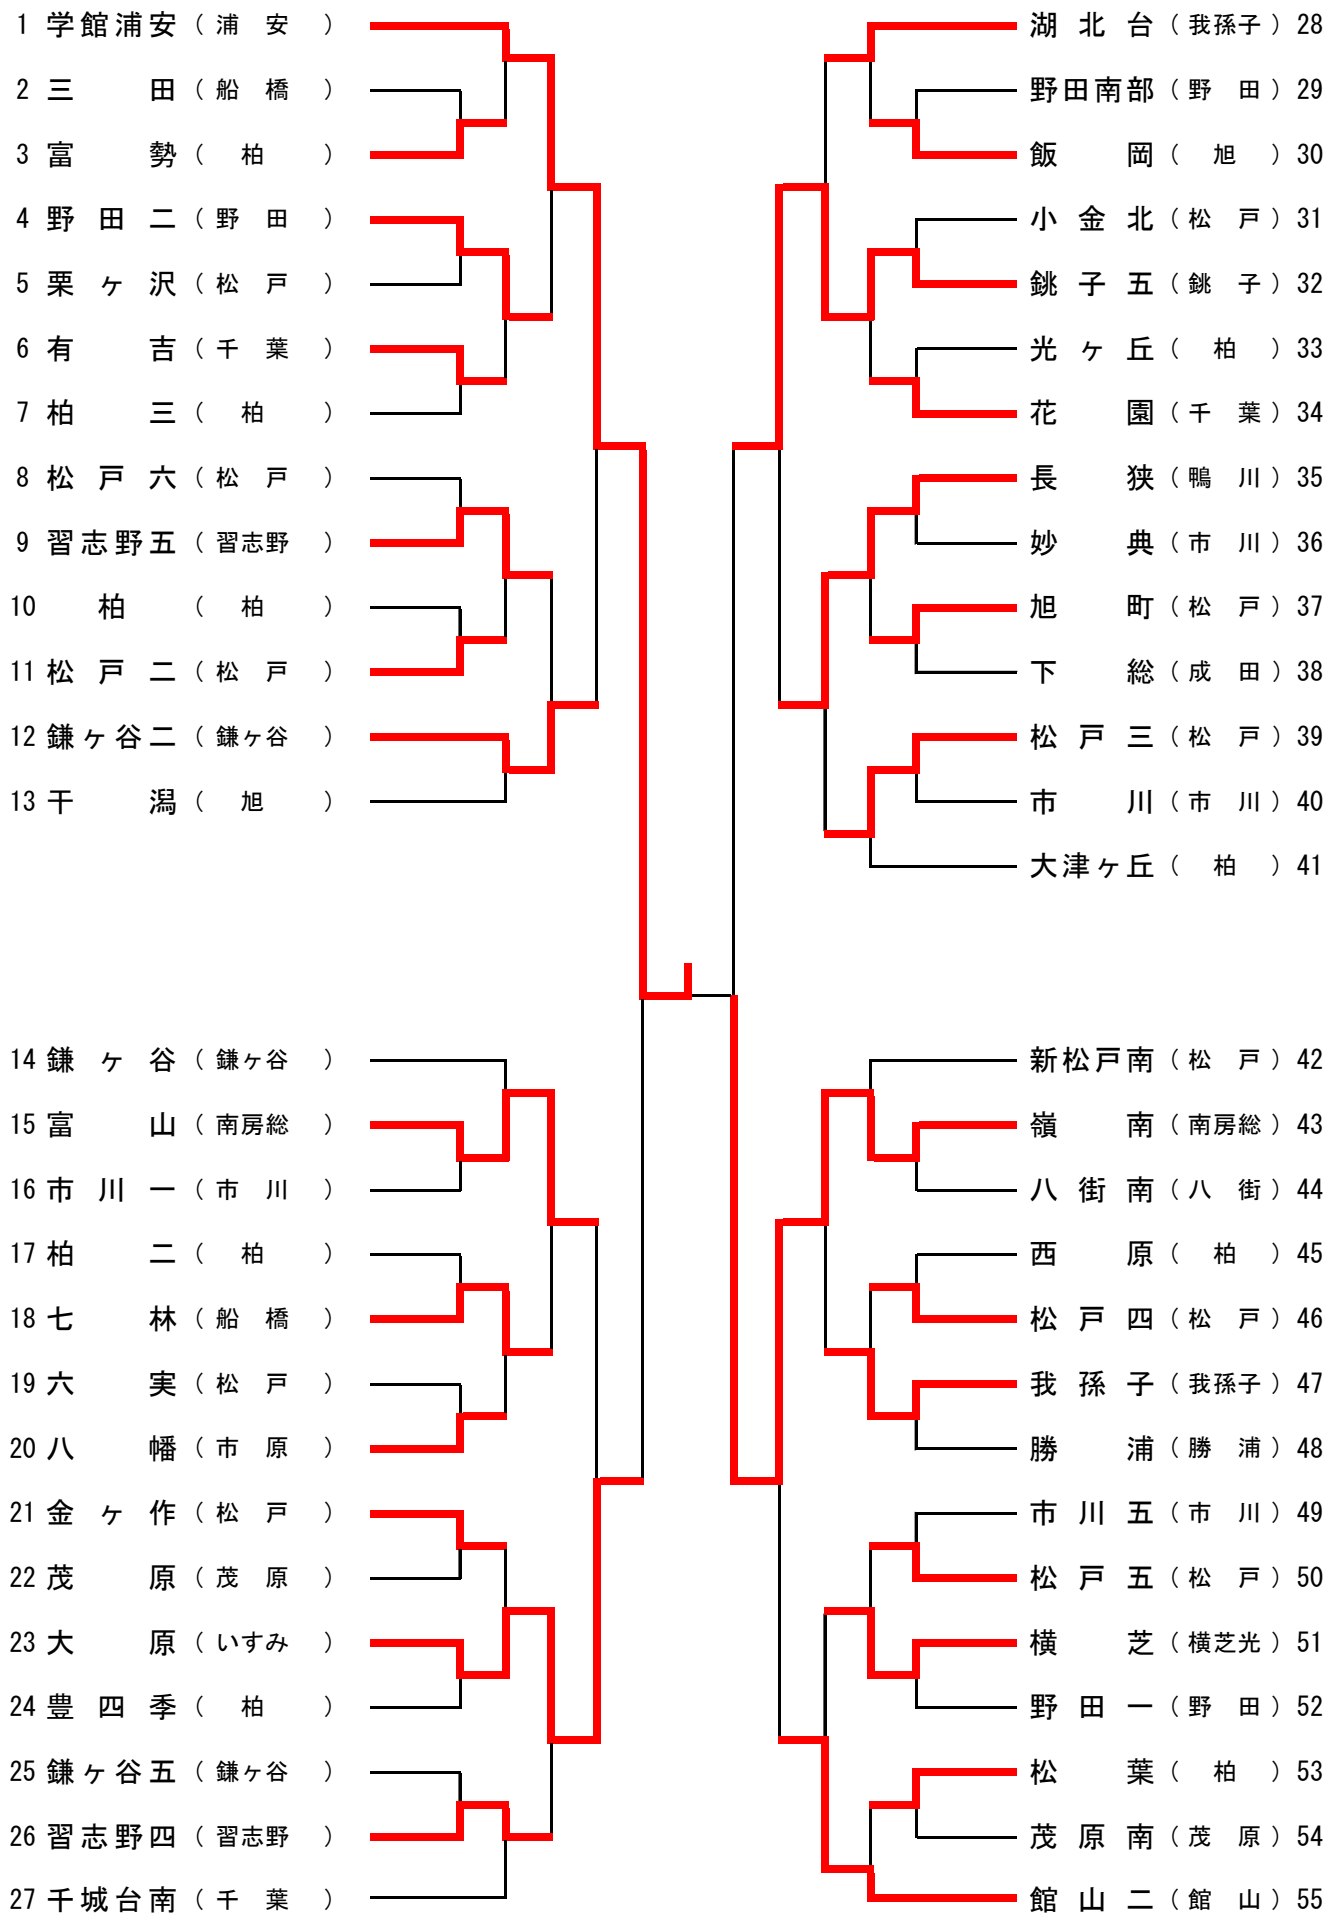 1 学館浦安 (浦 安)
2 三 田 (船 橋)
3 富 勢 (柏)
4 野田二 (野 田)
5 栗ヶ沢 (松 戸)
6 有 吉 (千 葉)
7 柏 三 (柏)
8 松戸六 (松 戸)
9 習志野五 (習志野)
10 柏 (柏)
11 松戸二 (松 戸)
12 鎌ヶ谷二 (鎌ヶ谷)
13 干 潟 (旭)
14 鎌ヶ谷 (鎌ヶ谷)
15 富 山 (南房総)
16 市川一 (市 川)
17 柏 二 (柏)
18 七 林 (船 橋)
19 六 実 (松 戸)
20 八 幡 (市 原)
21 金ヶ作 (松 戸)
22 茂 原 (茂 原)
23 大 原 (いすみ)
24 豊四季 (柏)
25 鎌ヶ谷五 (鎌ヶ谷)
26 習志野四 (習志野)
27 千城台南 (千 葉)
湖北台 (我孫子) 28
野田南部 (野 田) 29
飯 岡 (旭) 30
小金北 (松 戸) 31
銚子五 (銚 子) 32
光ヶ丘 (柏) 33
花 園 (千 葉) 34
長 狭 (鴨 川) 35
妙 典 (市 川) 36
旭 町 (松 戸) 37
下 総 (成 田) 38
松戸三 (松 戸) 39
市 川 (市 川) 40
大津ヶ丘 (柏) 41
新松戸南 (松 戸) 42
嶺 南 (南房総) 43
八街南 (八 街) 44
西 原 (柏) 45
松戸四 (松 戸) 46
我孫子 (我孫子) 47
勝 浦 (勝 浦) 48
市川五 (市 川) 49
松戸五 (松 戸) 50
横 芝 (横芝光) 51
野田一 (野 田) 52
松 葉 (柏) 53
茂原南 (茂 原) 54
館山二 (館 山) 55